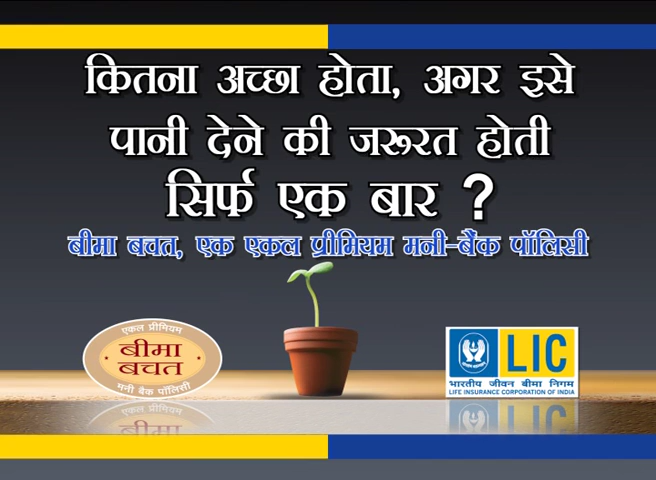 कितना अच्छा होता, अगर इसे
पानी देने की जरूरत होती
सिर्फ एक बार ?
बीमा बचत, एक एकल प्रीमियम मनी-बैंक पॉलिसी
एकल प्रीमियम
बीमा
बचत
मनी बैक पॉलिसी
LIC
भारतीय जीवन बीमा निगम
LIFE INSURANCE CORPORATION OF INDIA